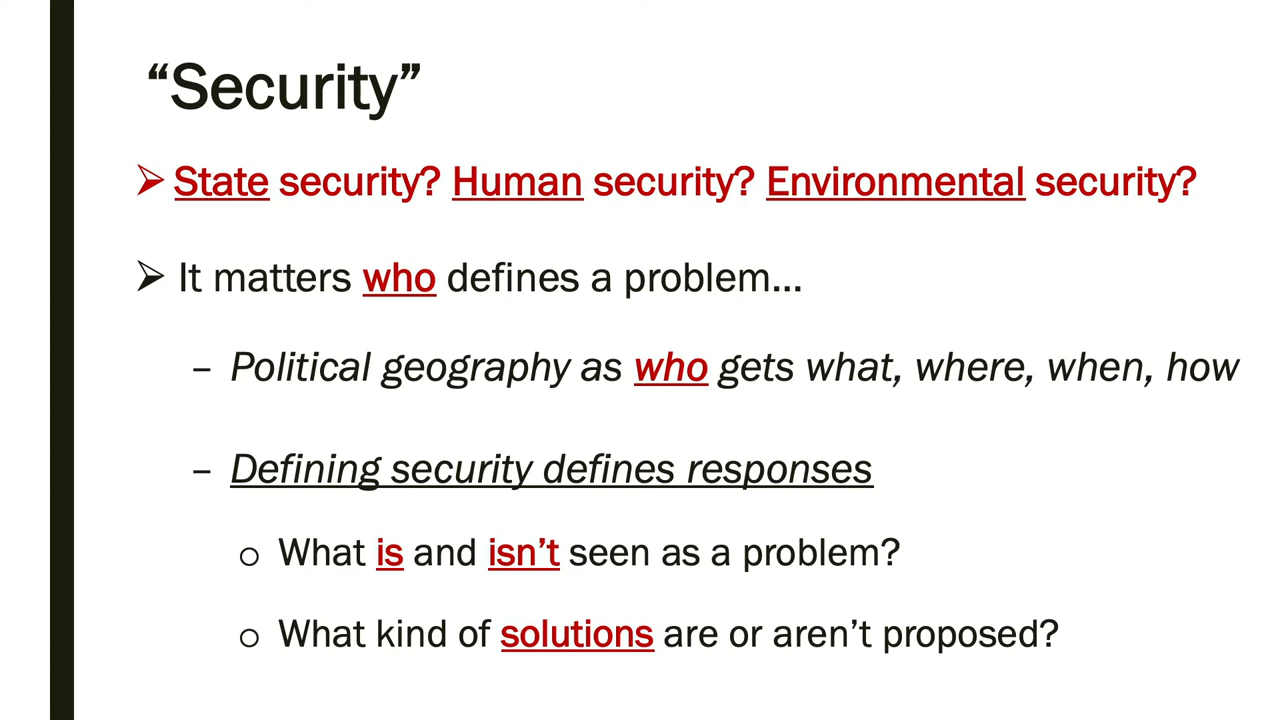 “Security”
State security? Human security? Environmental security?
It matters who defines a problem...
– Political geography as who gets what, where, when, how
– Defining security defines responses
o What is and isn’t seen as a problem?
o What kind of solutions are or aren’t proposed?